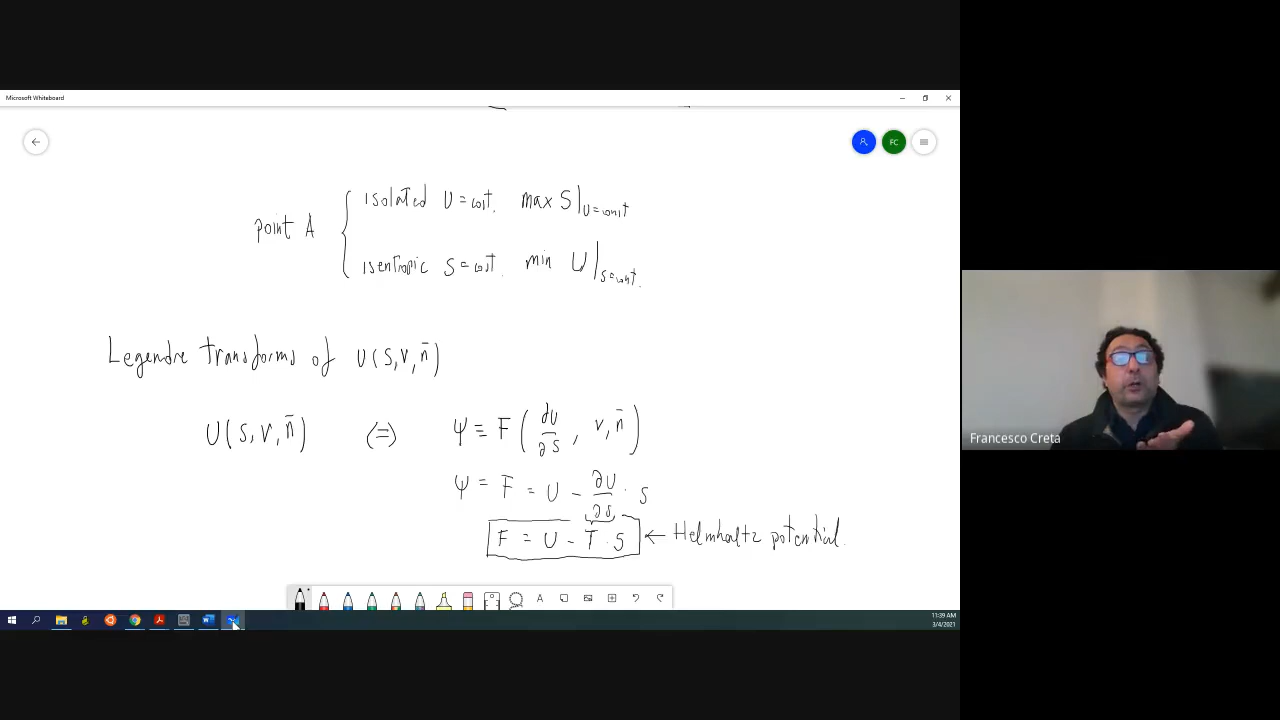 Microsoft Whiteboard
FC
point A
isolated U = cost. max S|U=const
isentropic S = cost. min U|S=const.
Legendre transforms of U(S,V,n̄)
U(S,V,n̄) ⇔ Ψ ≡ F(∂U/∂S, V,n̄)
Ψ = F = U - ∂U/∂S · S
F = U - T · S ← Helmholtz potential.
Francesco Creta
A
11:39 AM
3/4/2021